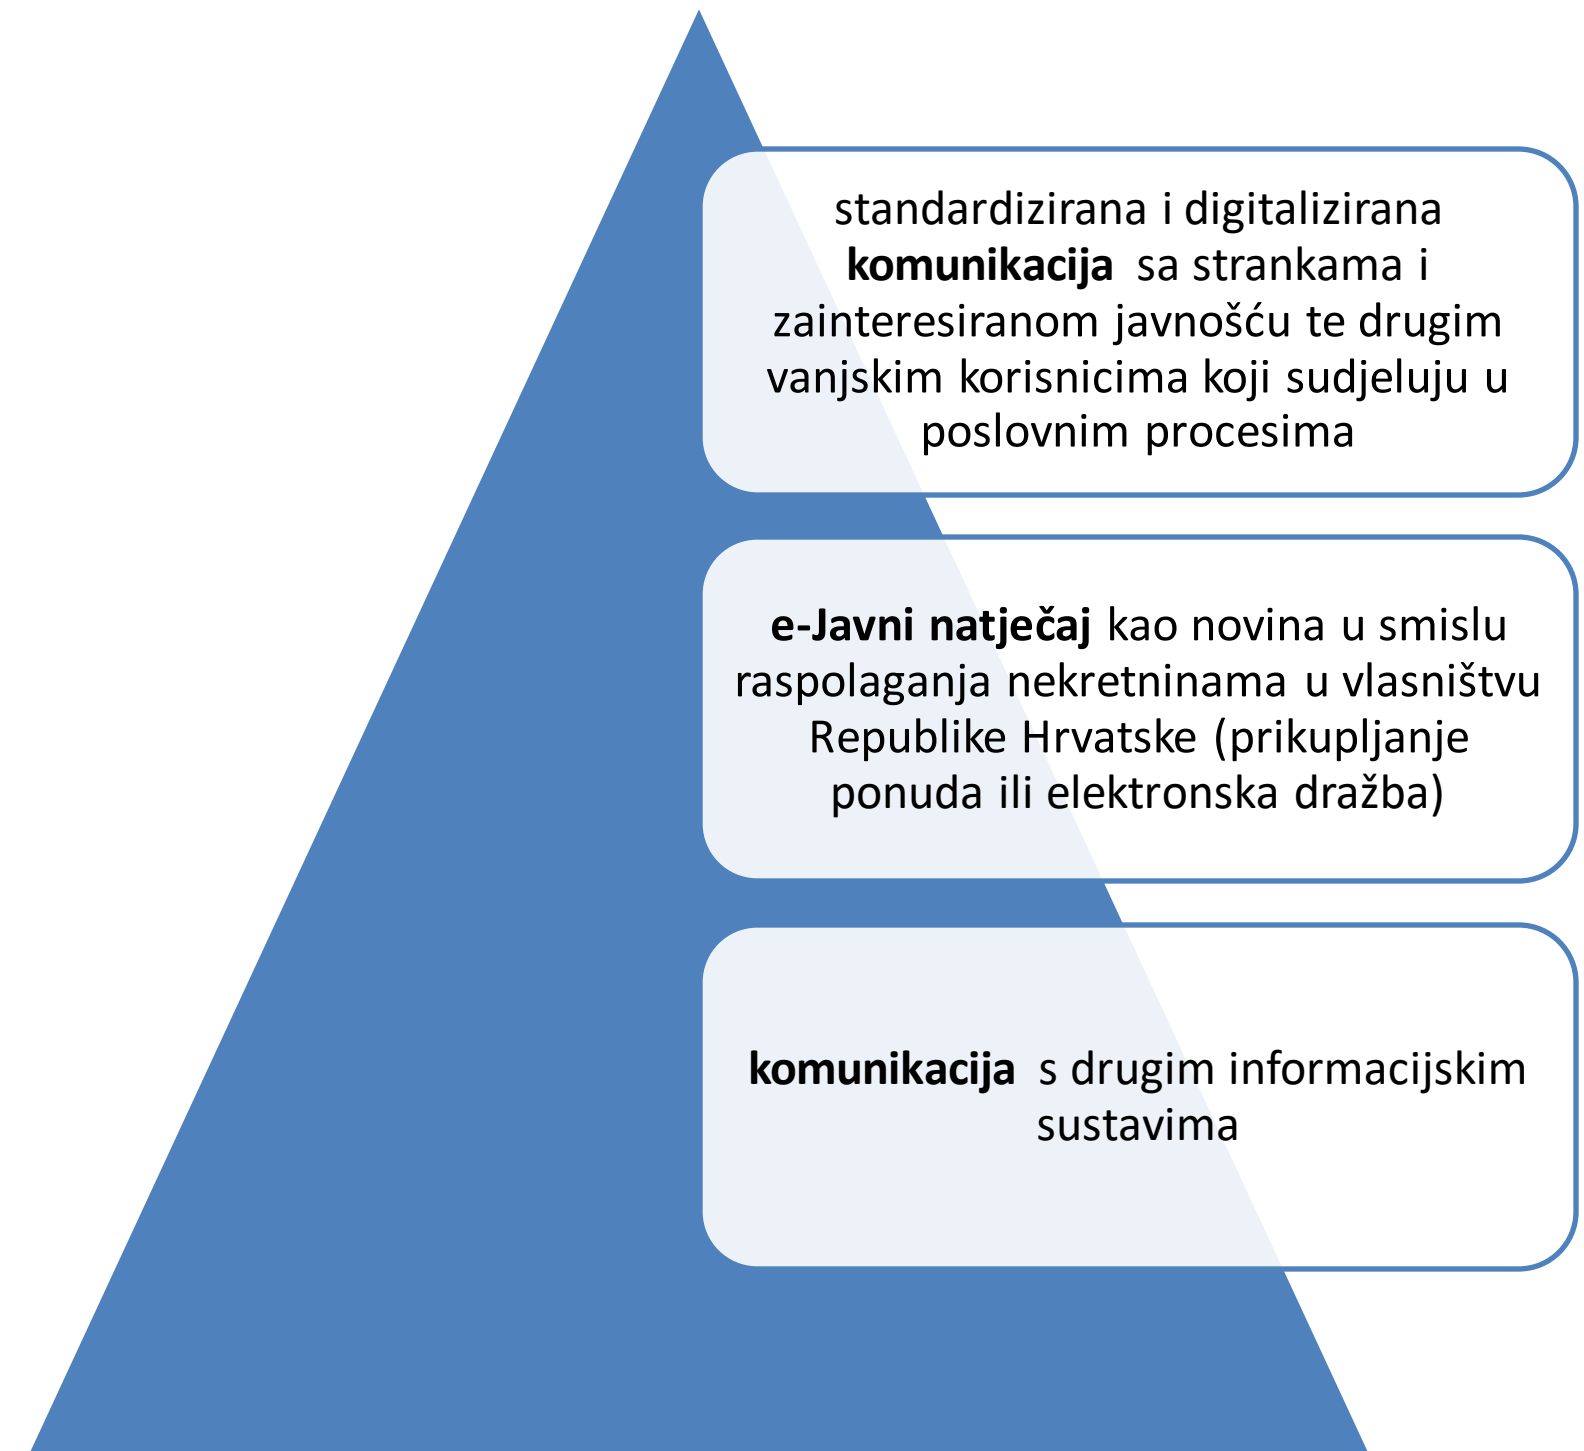 standardizirana i digitalizirana
komunikacija sa strankama i
zainteresiranom javnošću te drugim
vanjskim korisnicima koji sudjeluju u
poslovnim procesima
e-Javni natječaj kao novina u smislu
raspolaganja nekretninama u vlasništvu
Republike Hrvatske (prikupljanje
ponuda ili elektronska dražba)
komunikacija s drugim informacijskim
sustavima